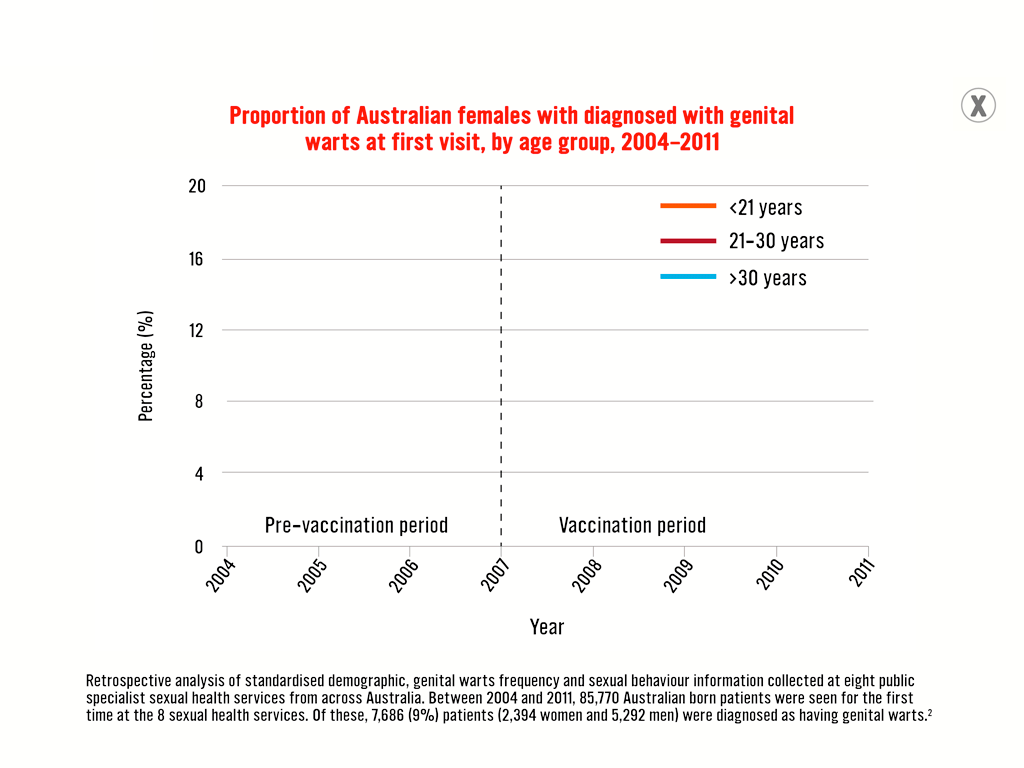 Proportion of Australian females with diagnosed with genital
warts at first visit, by age group, 2004–2011
X
20
<21 years
21–30 years
16
>30 years
12
Percentage (%)
8
4
Pre-vaccination period
Vaccination period
0
2004
2005
2006
2007
2008
2009
2010
2011
Year
Retrospective analysis of standardised demographic, genital warts frequency and sexual behaviour information collected at eight public
specialist sexual health services from across Australia. Between 2004 and 2011, 85,770 Australian born patients were seen for the first
time at the 8 sexual health services. Of these, 7,686 (9%) patients (2,394 women and 5,292 men) were diagnosed as having genital warts.²